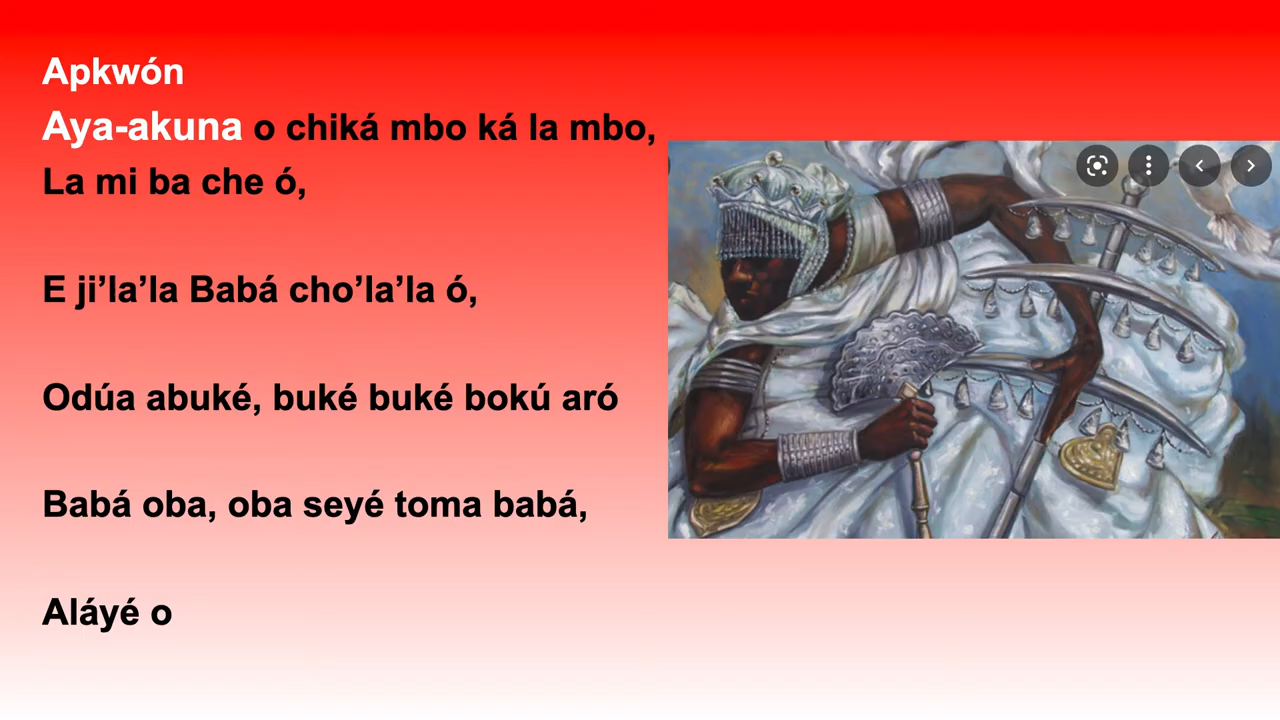 Apkwón
Aya-akuna o chiká mbo ká la mbo,
La mi ba che ó,
E ji’la’la Babá cho’la’la ó,
Odúa abuké, buké buké bokú aró
Babá oba, oba seyé toma babá,
Aláyé o